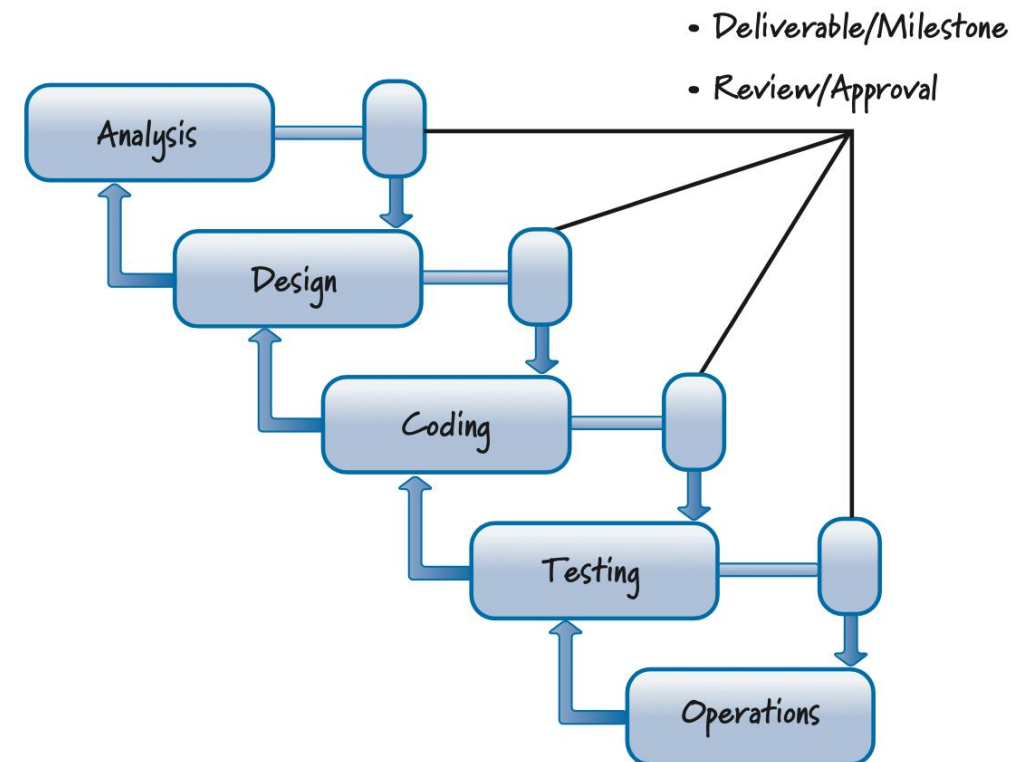 • Deliverable/Milestone
• Review/Approval
Analysis
Design
Coding
Testing
Operations